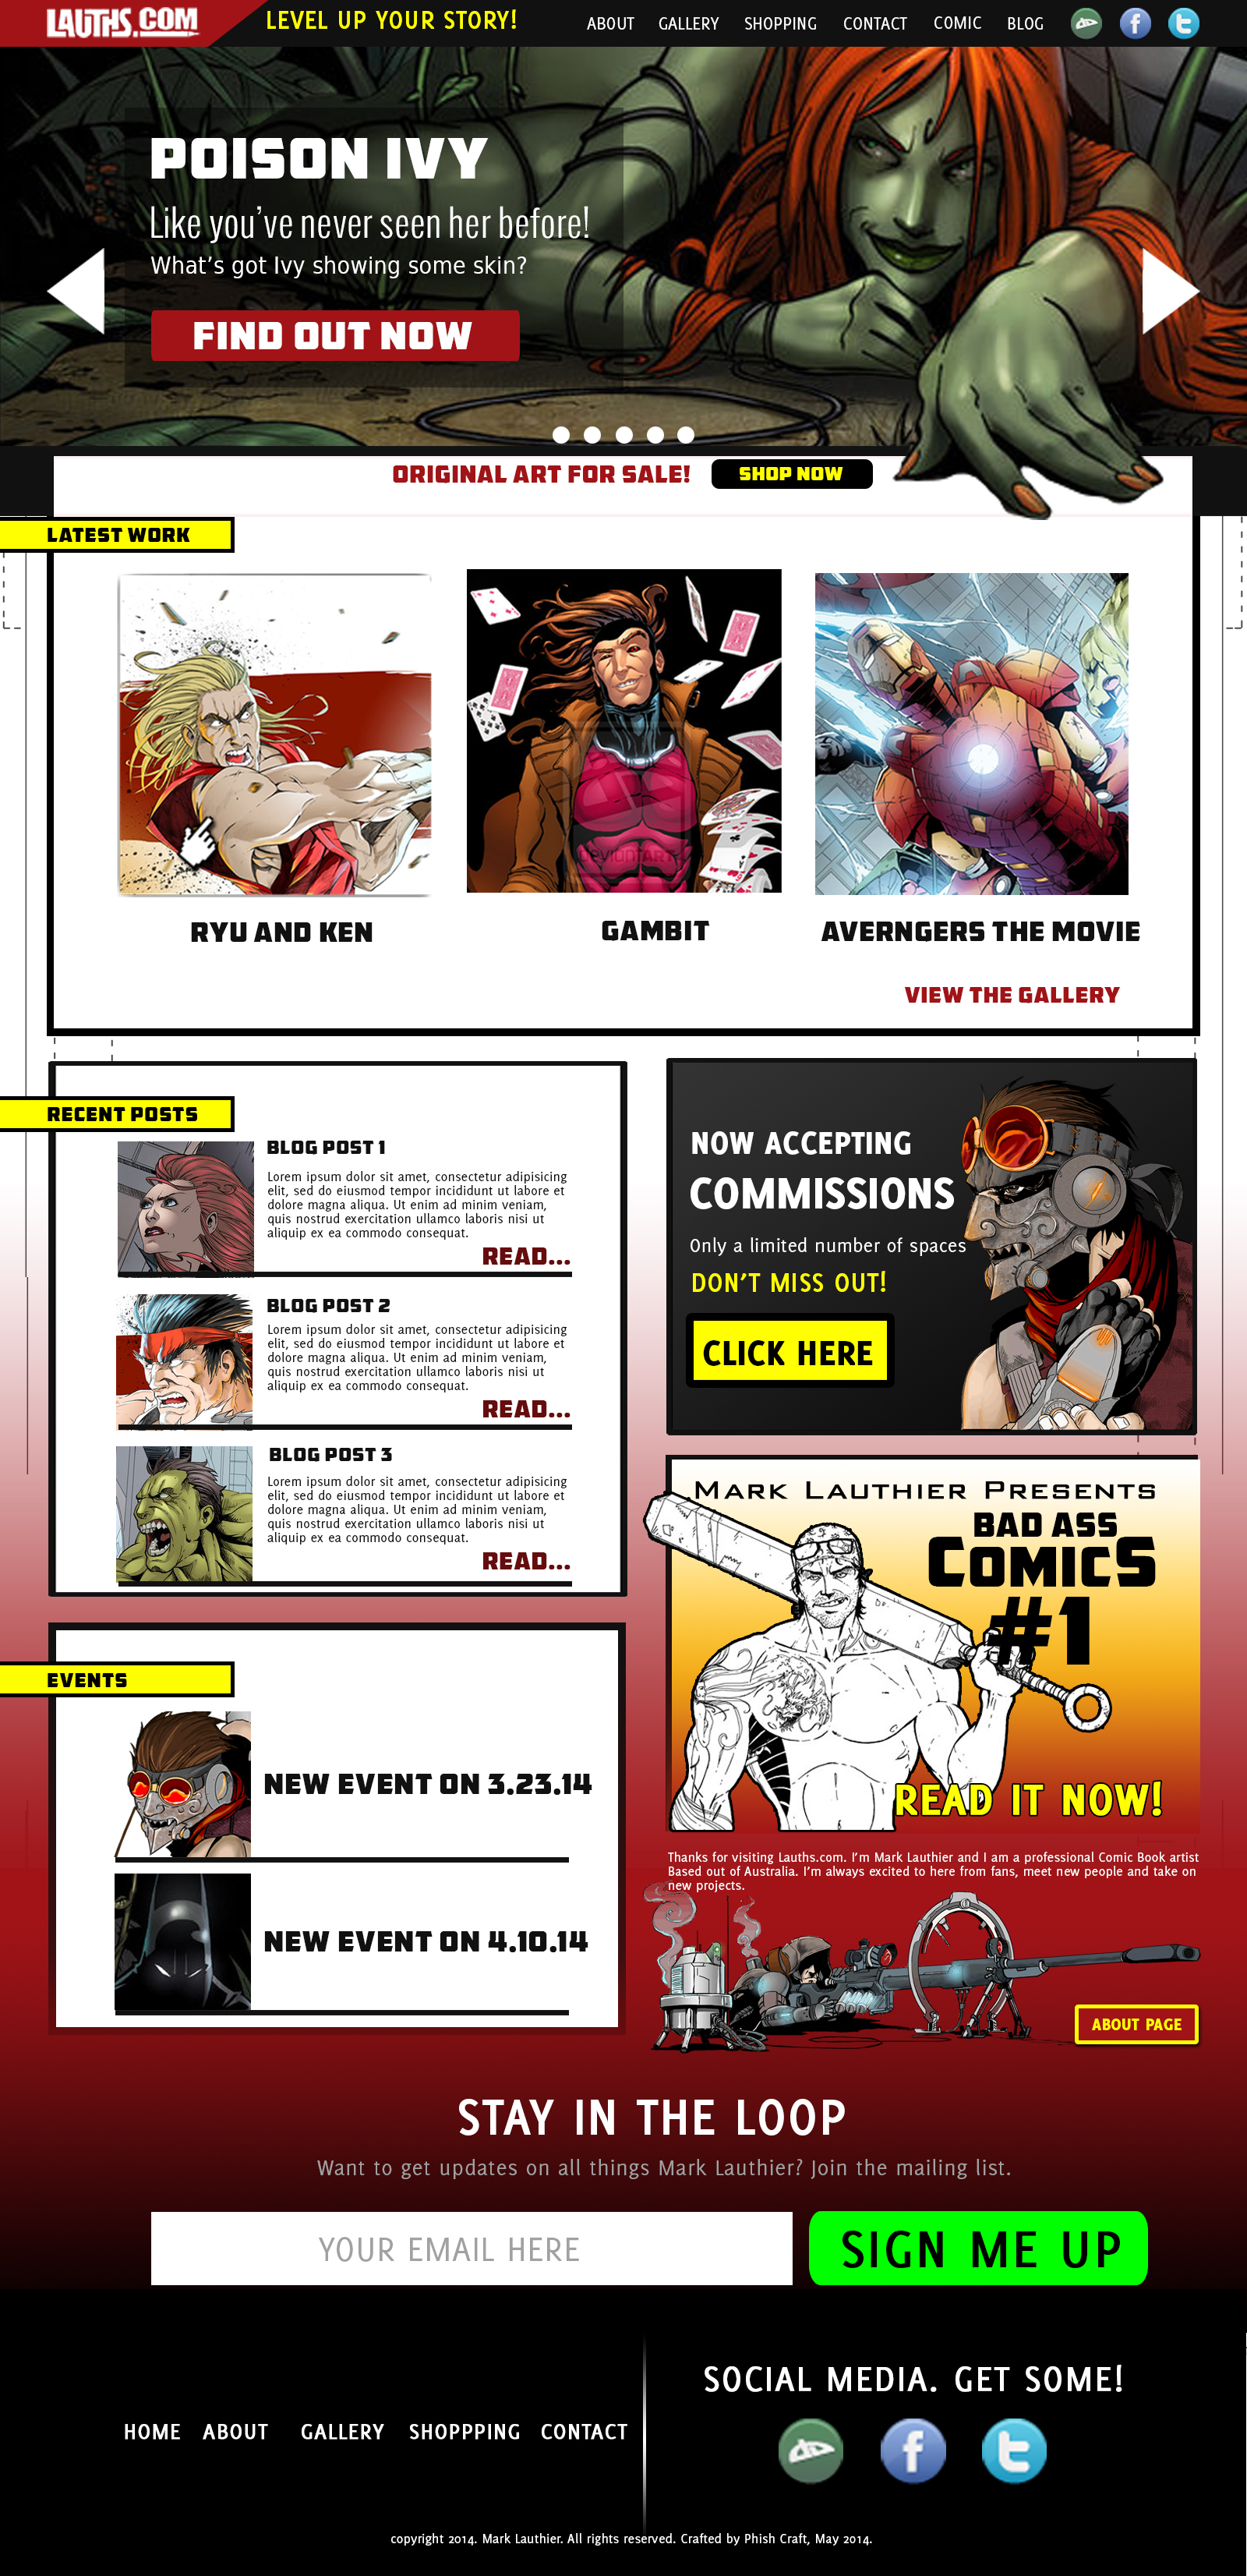 LAUTHS.COM
LEVEL UP YOUR STORY!
ABOUT GALLERY SHOPPING CONTACT COMIC BLOG
POISON IVY
Like you've never seen her before!
What's got Ivy showing some skin?
FIND OUT NOW
ORIGINAL ART FOR SALE! SHOP NOW
LATEST WORK
RYU AND KEN
GAMBIT
AVERNGERS THE MOVIE
VIEW THE GALLERY
RECENT POSTS
BLOG POST 1
Lorem ipsum dolor sit amet, consectetur adipisicing
elit, sed do eiusmod tempor incididunt ut labore et
dolore magna aliqua. Ut enim ad minim veniam,
quis nostrud exercitation ullamco laboris nisi ut
aliquip ex ea commodo consequat.
READ...
BLOG POST 2
Lorem ipsum dolor sit amet, consectetur adipisicing
elit, sed do eiusmod tempor incididunt ut labore et
dolore magna aliqua. Ut enim ad minim veniam,
quis nostrud exercitation ullamco laboris nisi ut
aliquip ex ea commodo consequat.
READ...
BLOG POST 3
Lorem ipsum dolor sit amet, consectetur adipisicing
elit, sed do eiusmod tempor incididunt ut labore et
dolore magna aliqua. Ut enim ad minim veniam,
quis nostrud exercitation ullamco laboris nisi ut
aliquip ex ea commodo consequat.
READ...
NOW ACCEPTING
COMMISSIONS
Only a limited number of spaces
DON'T MISS OUT!
CLICK HERE
MARK LAUTHIER PRESENTS
BAD ASS
COMICS
#1
READ IT NOW!
EVENTS
NEW EVENT ON 3.23.14
NEW EVENT ON 4.10.14
Thanks for visiting Lauths.com. I'm Mark Lauthier and I am a professional Comic Book artist
Based out of Australia. I'm always excited to here from fans, meet new people and take on
new projects.
ABOUT PAGE
STAY IN THE LOOP
Want to get updates on all things Mark Lauthier? Join the mailing list.
YOUR EMAIL HERE
SIGN ME UP
HOME ABOUT GALLERY SHOPPPING CONTACT
SOCIAL MEDIA. GET SOME!
copyright 2014. Mark Lauthier. All rights reserved. Crafted by Phish Craft, May 2014.